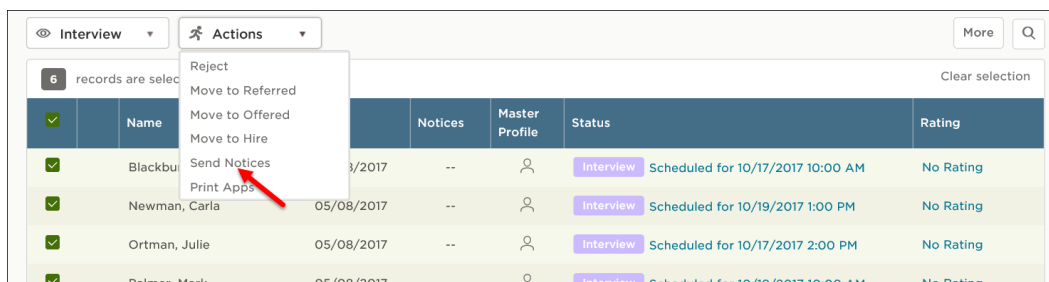 Interview Actions More
Reject
6 records are selec Clear selection
Move to Referred
Name Move to Offered Notices Master Profile Status Rating
Move to Hire
Blackbu Send Notices 3/2017 -- Interview Scheduled for 10/17/2017 10:00 AM No Rating
Print Apps
Newman, Carla 05/08/2017 -- Interview Scheduled for 10/19/2017 1:00 PM No Rating
Ortman, Julie 05/08/2017 -- Interview Scheduled for 10/17/2017 2:00 PM No Rating